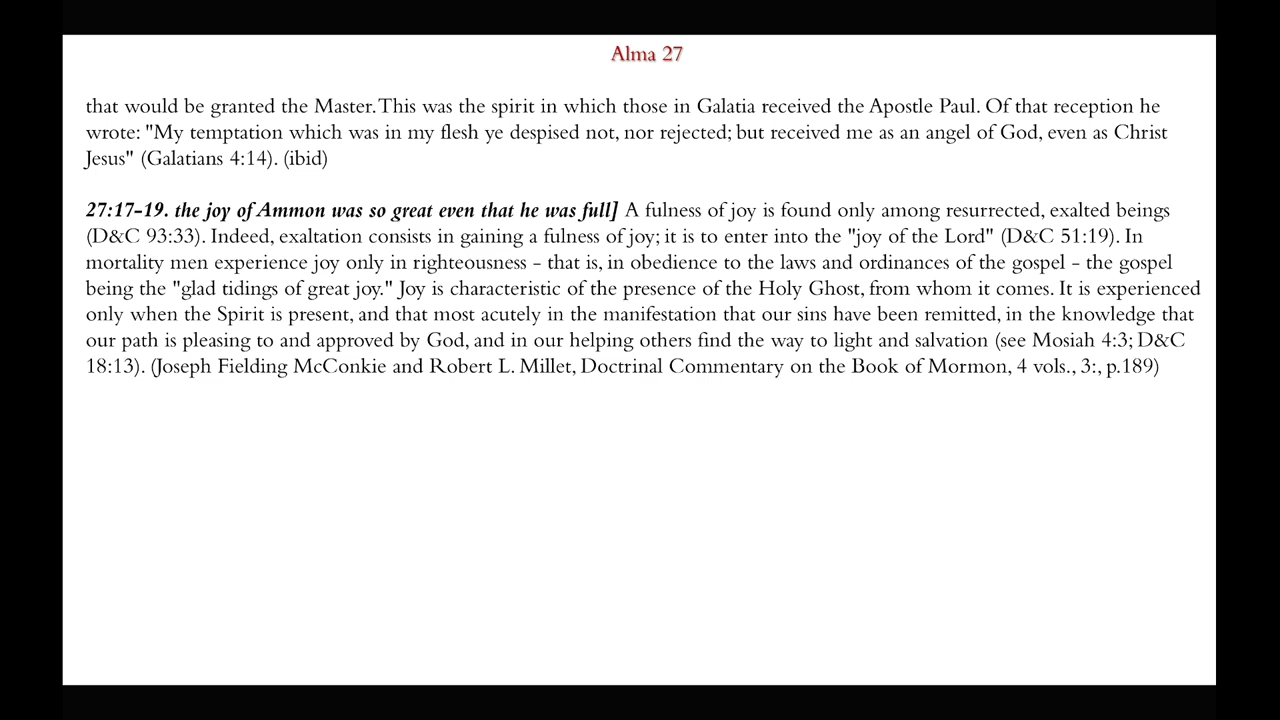 Alma 27
that would be granted the Master. This was the spirit in which those in Galatia received the Apostle Paul. Of that reception he
wrote: "My temptation which was in my flesh ye despised not, nor rejected; but received me as an angel of God, even as Christ
Jesus" (Galatians 4:14). (ibid)
27:17-19. the joy of Ammon was so great even that he was full] A fulness of joy is found only among resurrected, exalted beings
(D&C 93:33). Indeed, exaltation consists in gaining a fulness of joy; it is to enter into the "joy of the Lord" (D&C 51:19). In
mortality men experience joy only in righteousness - that is, in obedience to the laws and ordinances of the gospel - the gospel
being the "glad tidings of great joy." Joy is characteristic of the presence of the Holy Ghost, from whom it comes. It is experienced
only when the Spirit is present, and that most acutely in the manifestation that our sins have been remitted, in the knowledge that
our path is pleasing to and approved by God, and in our helping others find the way to light and salvation (see Mosiah 4:3; D&C
18:13). (Joseph Fielding McConkie and Robert L. Millet, Doctrinal Commentary on the Book of Mormon, 4 vols., 3:, p.189)